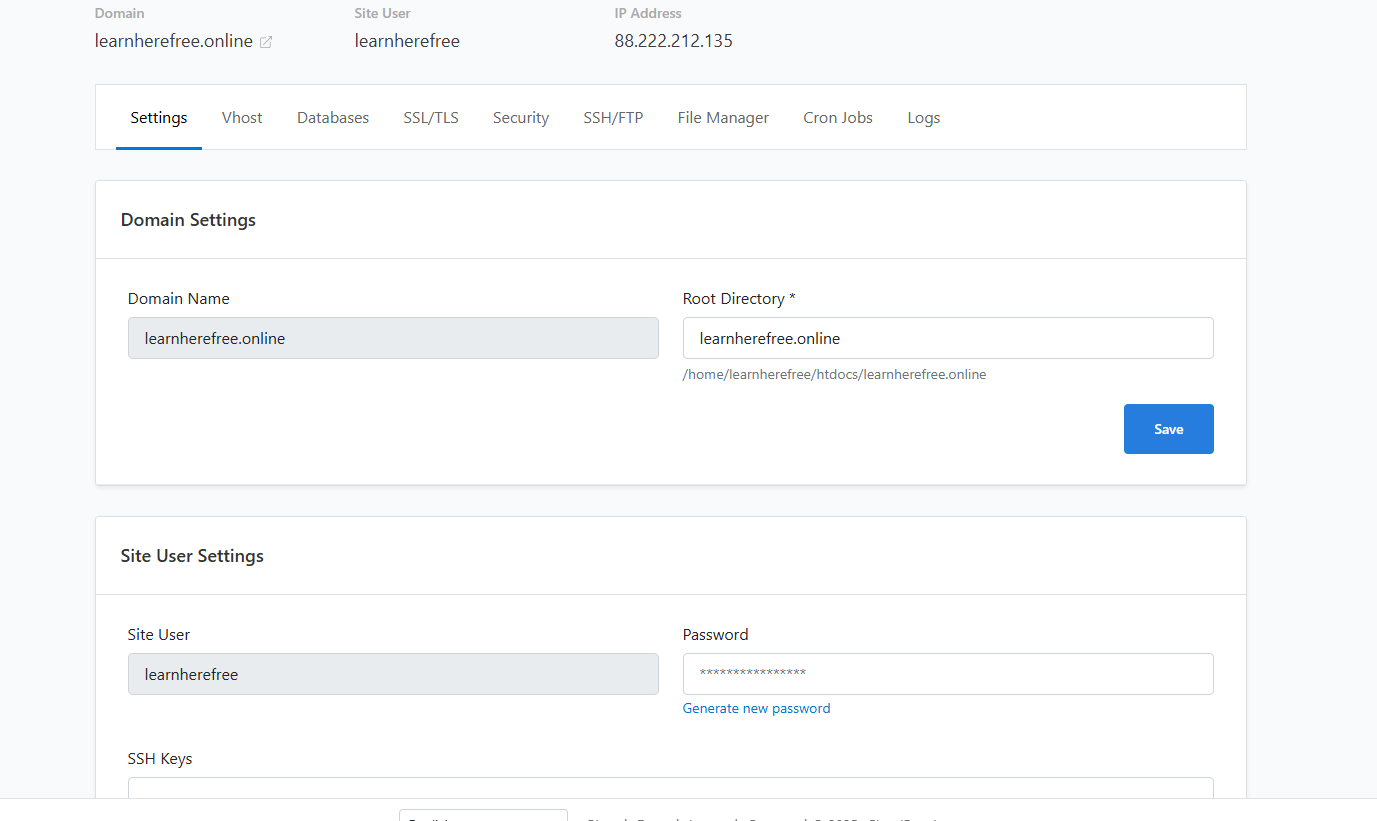 Domain Site User IP Address
learnherefree.online learnherefree 88.222.212.135
Settings Vhost Databases SSL/TLS Security SSH/FTP File Manager Cron Jobs Logs
Domain Settings
Domain Name Root Directory *
learnherefree.online learnherefree.online
/home/learnherefree/htdocs/learnherefree.online
Save
Site User Settings
Site User Password
learnherefree ****************
Generate new password
SSH Keys